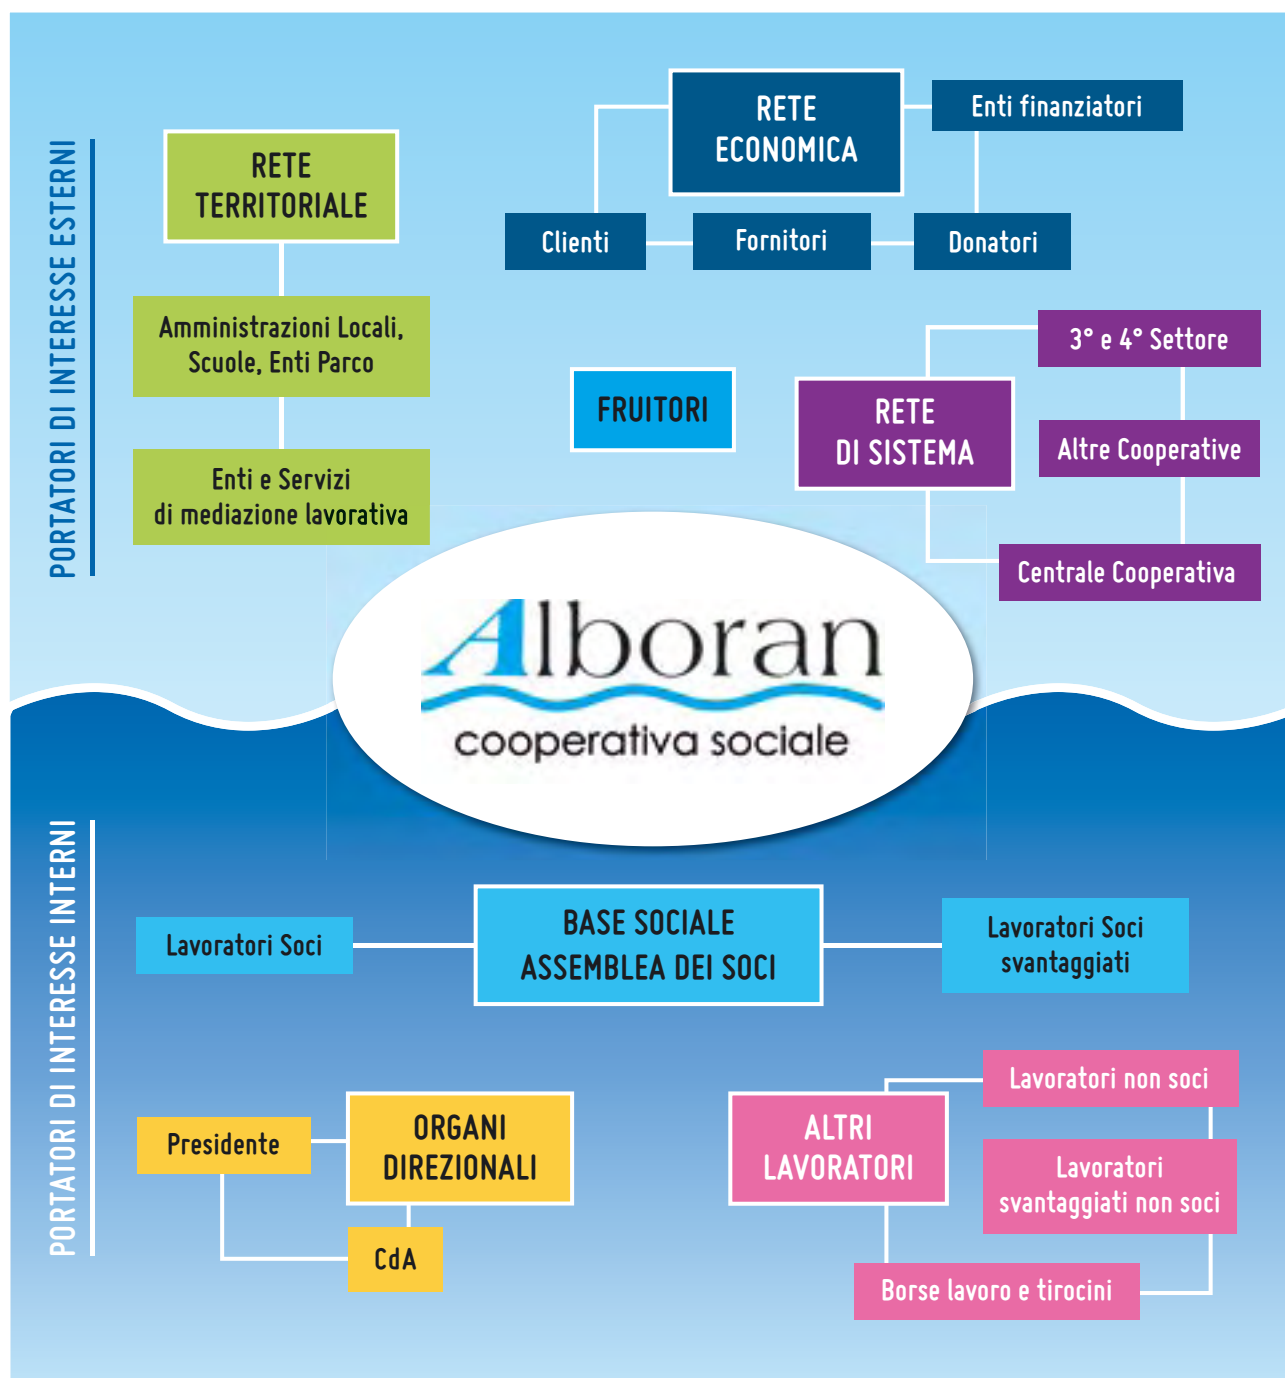 PORTATORI DI INTERESSE ESTERNI
RETE
TERRITORIALE
Amministrazioni Locali,
Scuole, Enti Parco
Enti e Servizi
di mediazione lavorativa
RETE
ECONOMICA
Enti finanziatori
Clienti
Fornitori
Donatori
FRUITORI
RETE
DI SISTEMA
3° e 4° Settore
Altre Cooperative
Centrale Cooperativa
Alboran
cooperativa sociale
PORTATORI DI INTERESSE INTERNI
Lavoratori Soci
BASE SOCIALE
ASSEMBLEA DEI SOCI
Lavoratori Soci
svantaggiati
Presidente
ORGANI
DIREZIONALI
CdA
ALTRI
LAVORATORI
Lavoratori non soci
Lavoratori
svantaggiati non soci
Borse lavoro e tirocini